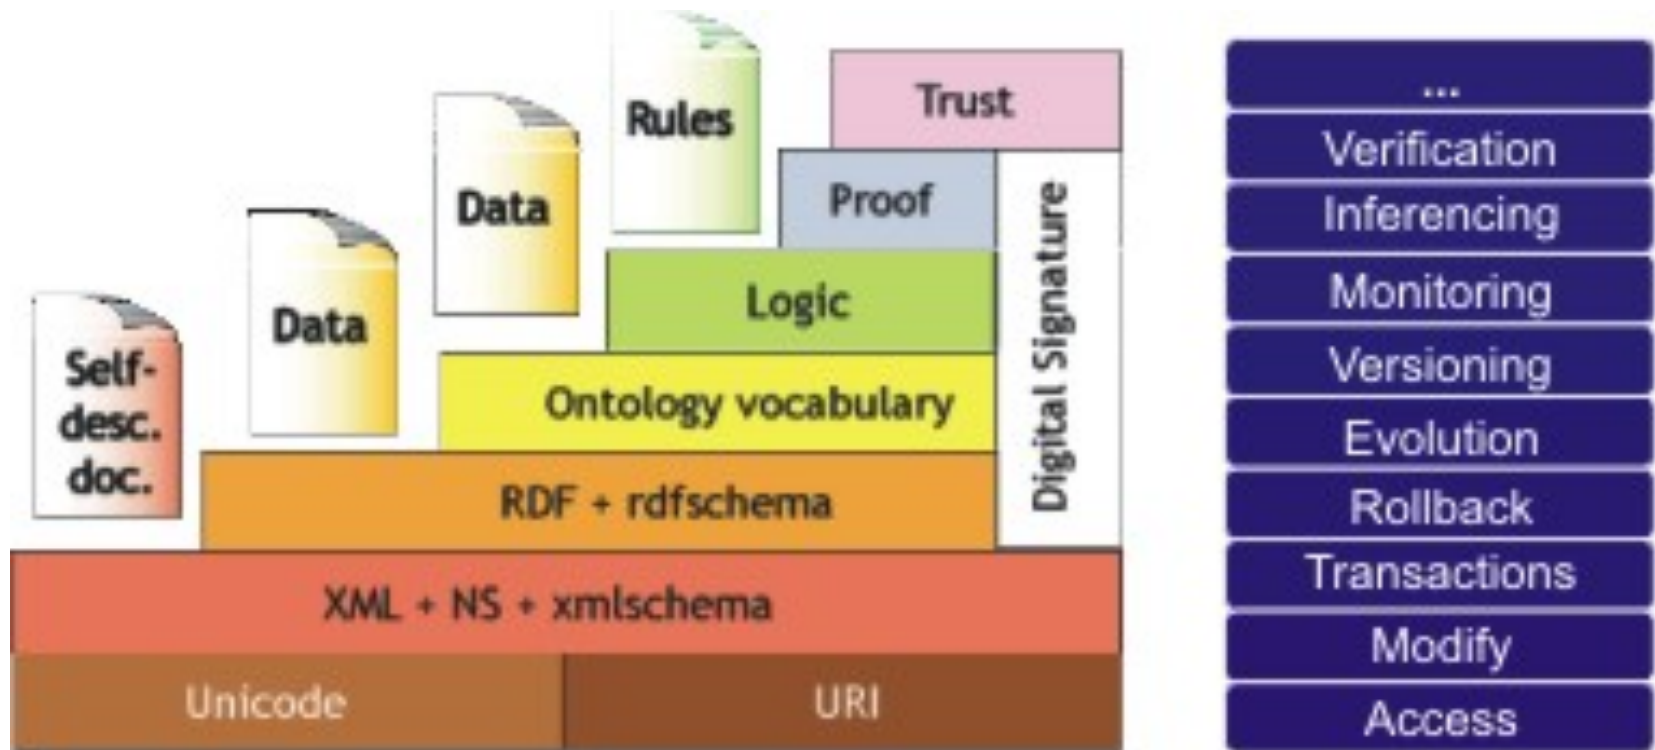 Rules
Trust
Data
Proof
Data
Logic
Digital Signature
Self-
desc.
doc.
Ontology vocabulary
RDF + rdfschema
XML + NS + xmlschema
Unicode
URI
...
Verification
Inferencing
Monitoring
Versioning
Evolution
Rollback
Transactions
Modify
Access